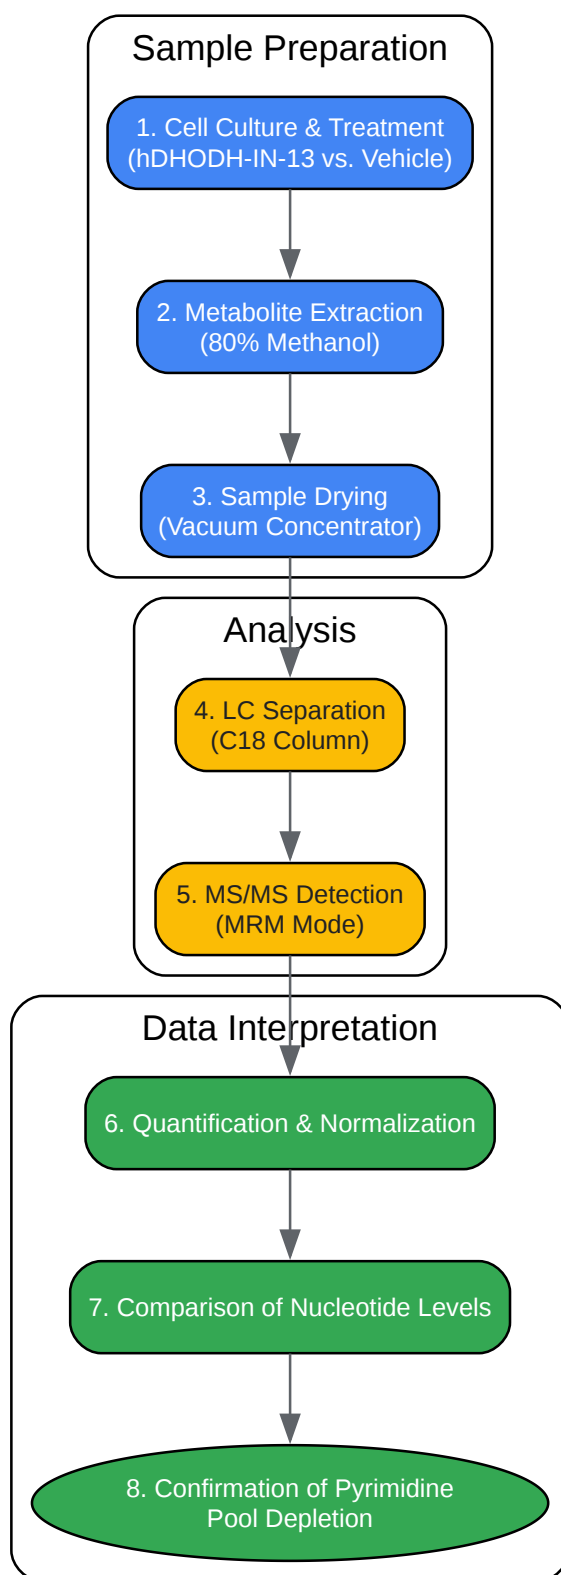 Sample Preparation
1. Cell Culture & Treatment
(hDHODH-IN-13 vs. Vehicle)
2. Metabolite Extraction
(80% Methanol)
3. Sample Drying
(Vacuum Concentrator)
Analysis
4. LC Separation
(C18 Column)
5. MS/MS Detection
(MRM Mode)
Data Interpretation
6. Quantification & Normalization
7. Comparison of Nucleotide Levels
8. Confirmation of Pyrimidine
Pool Depletion